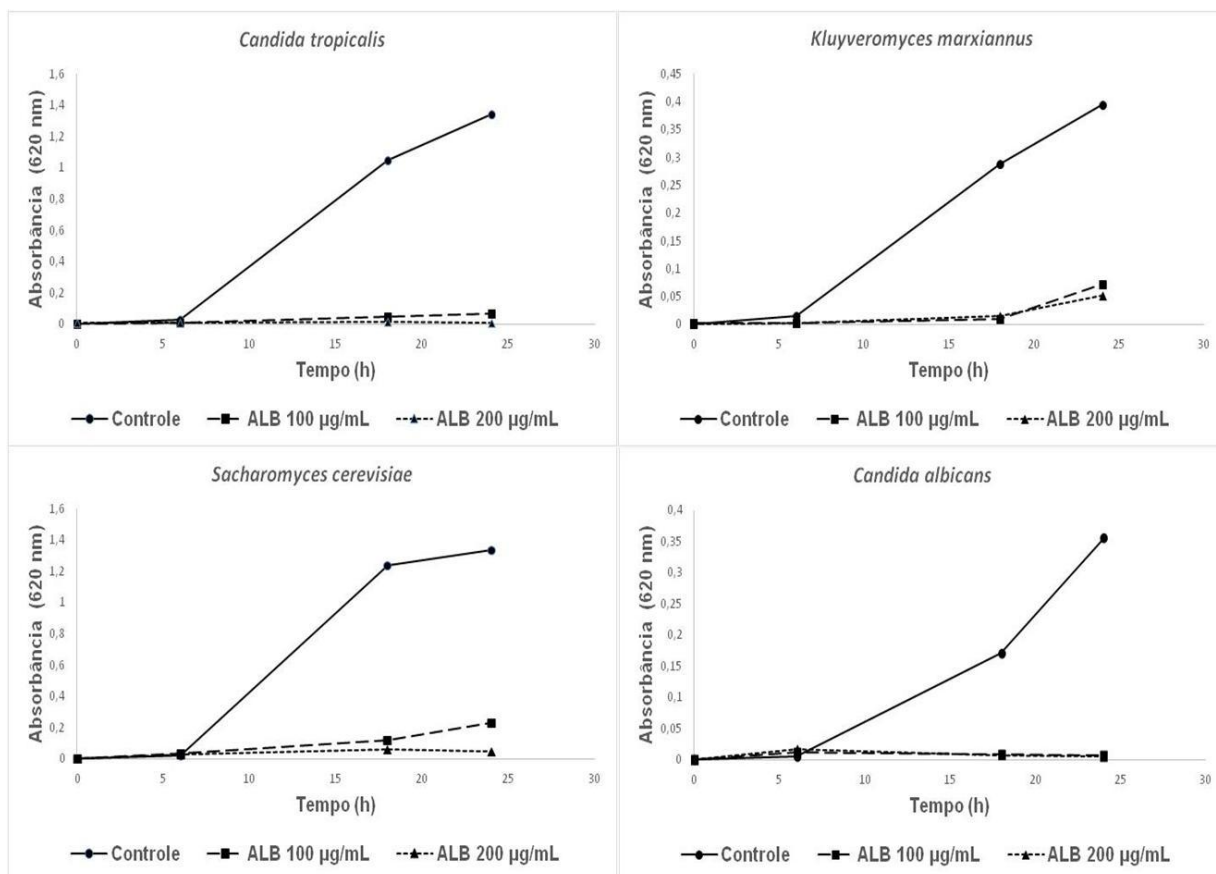 Candida tropicalis
Absorbância (620 nm)
1,6
1,4
1,2
1
0,8
0,6
0,4
0,2
0
0 5 10 15 20 25 30
Tempo (h)
Controle ALB 100 µg/mL ALB 200 µg/mL
Kluyveromyces marxiannus
Absorbância (620 nm)
0,45
0,4
0,35
0,3
0,25
0,2
0,15
0,1
0,05
0
0 5 10 15 20 25 30
Tempo (h)
Controle ALB 100 µg/mL ALB 200 µg/mL
Sacharomyces cerevisiae
Absorbância (620 nm)
1,6
1,4
1,2
1
0,8
0,6
0,4
0,2
0
0 5 10 15 20 25 30
Tempo (h)
Controle ALB 100 µg/mL ALB 200 µg/mL
Candida albicans
Absorbância (620 nm)
0,4
0,35
0,3
0,25
0,2
0,15
0,1
0,05
0
0 5 10 15 20 25 30
Tempo (h)
Controle ALB 100 µg/mL ALB 200 µg/mL